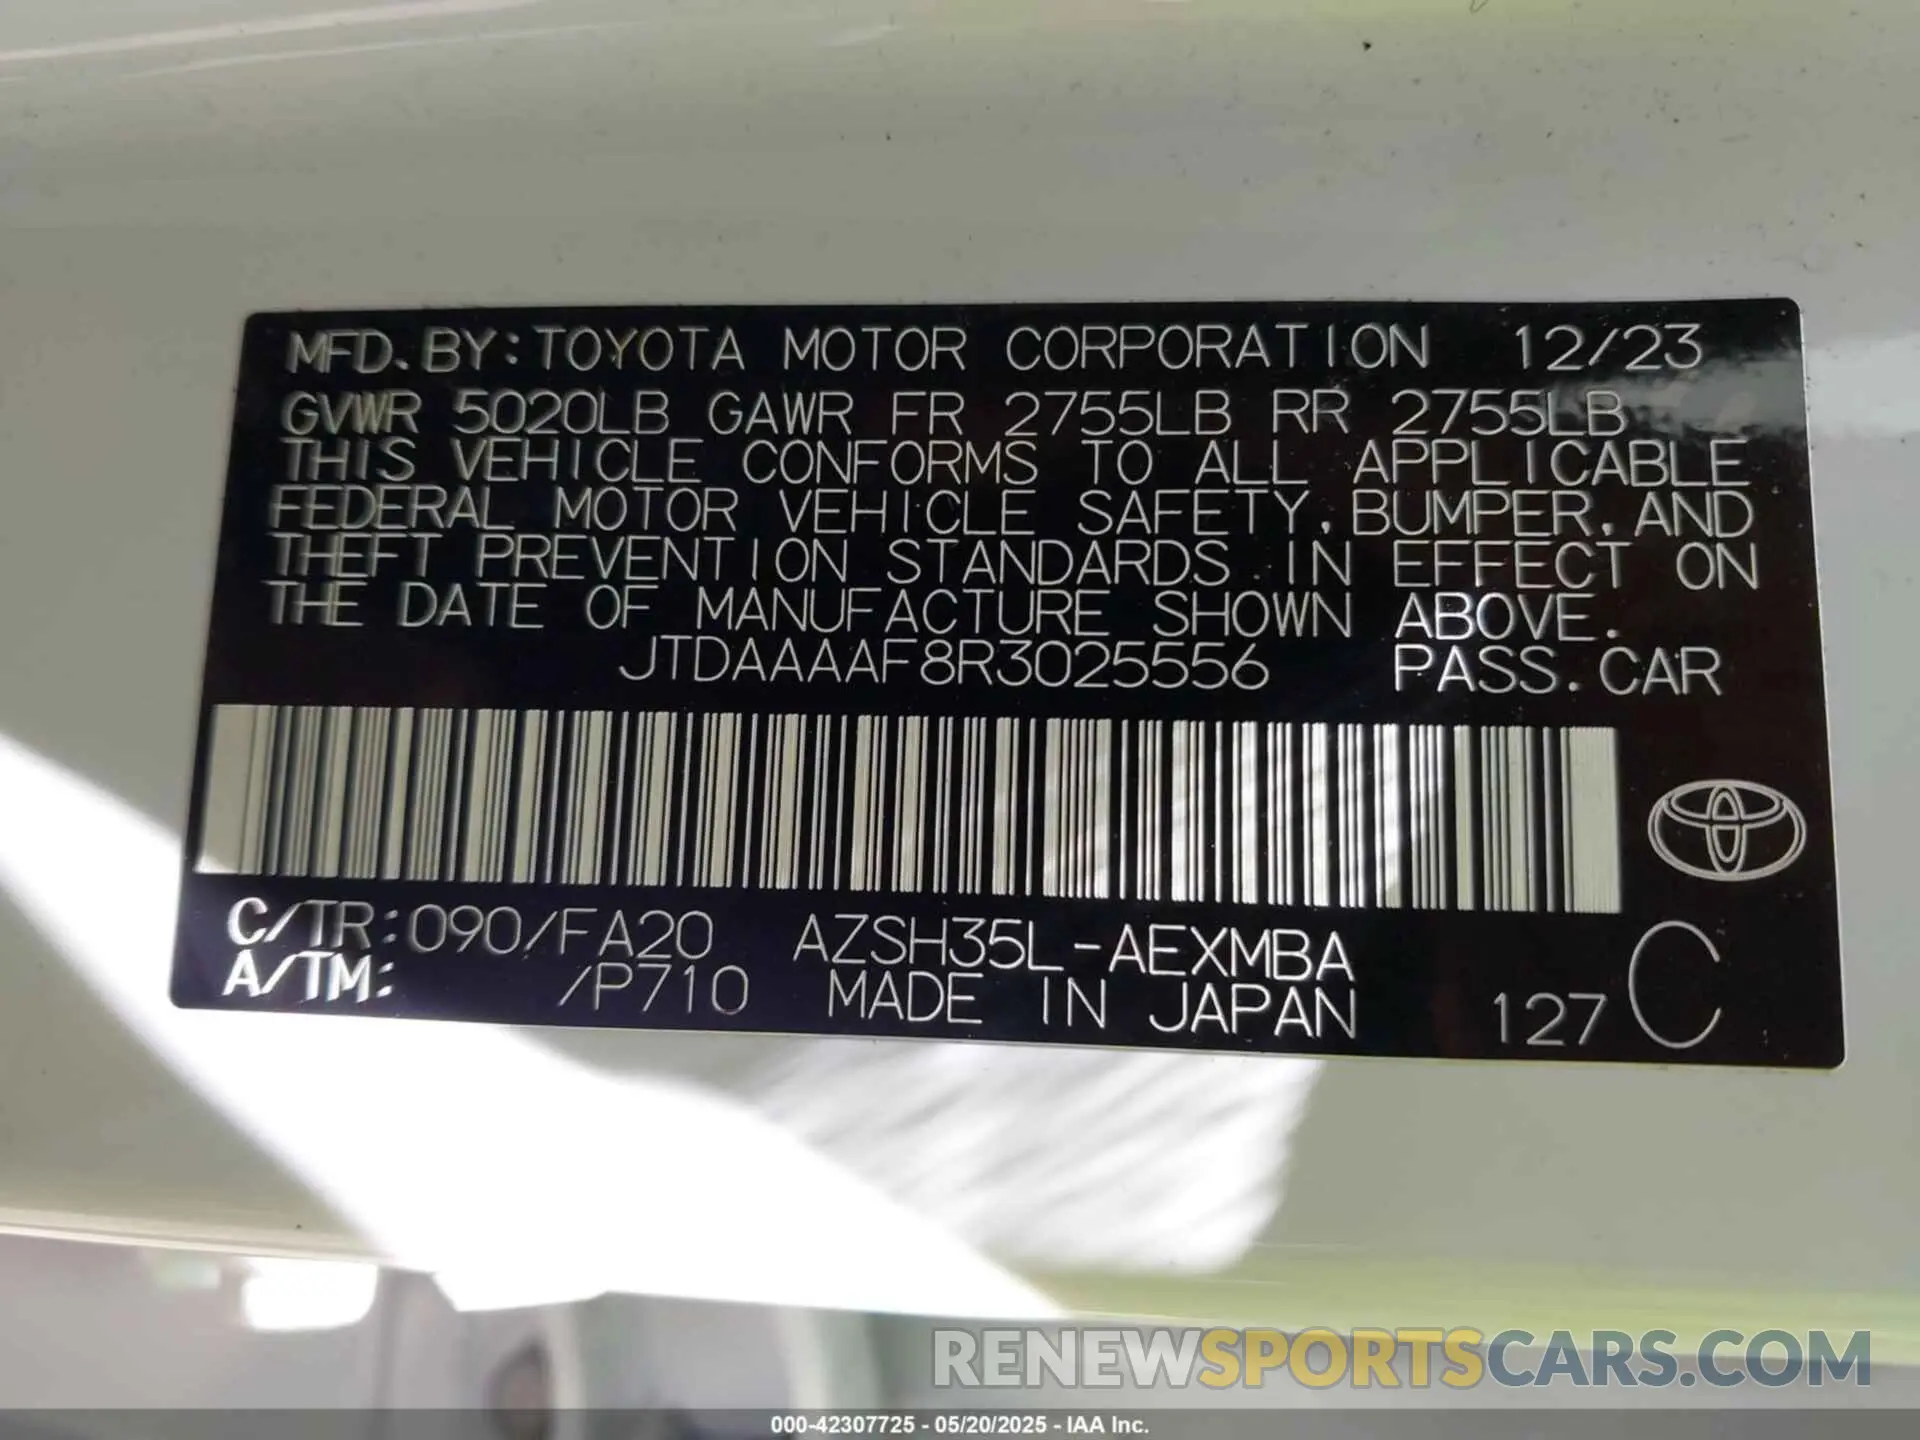 MFD. BY: TOYOTA MOTOR CORPORATION 12/23
GVWR 5020LB GAWR FR 2755LB RR 2755LB
THIS VEHICLE CONFORMS TO ALL APPLICABLE
FEDERAL MOTOR VEHICLE SAFETY, BUMPER, AND
THEFT PREVENTION STANDARDS IN EFFECT ON
THE DATE OF MANUFACTURE SHOWN ABOVE.
JTDAAAAF8R3025556 PASS. CAR
C/TR: 090/FA20 AZSH35L-AEXMBA
A/TM: /P710 MADE IN JAPAN 127 C
RENEWSPORTSCARS.COM
000-42307725 - 05/20/2025 - IAA Inc.